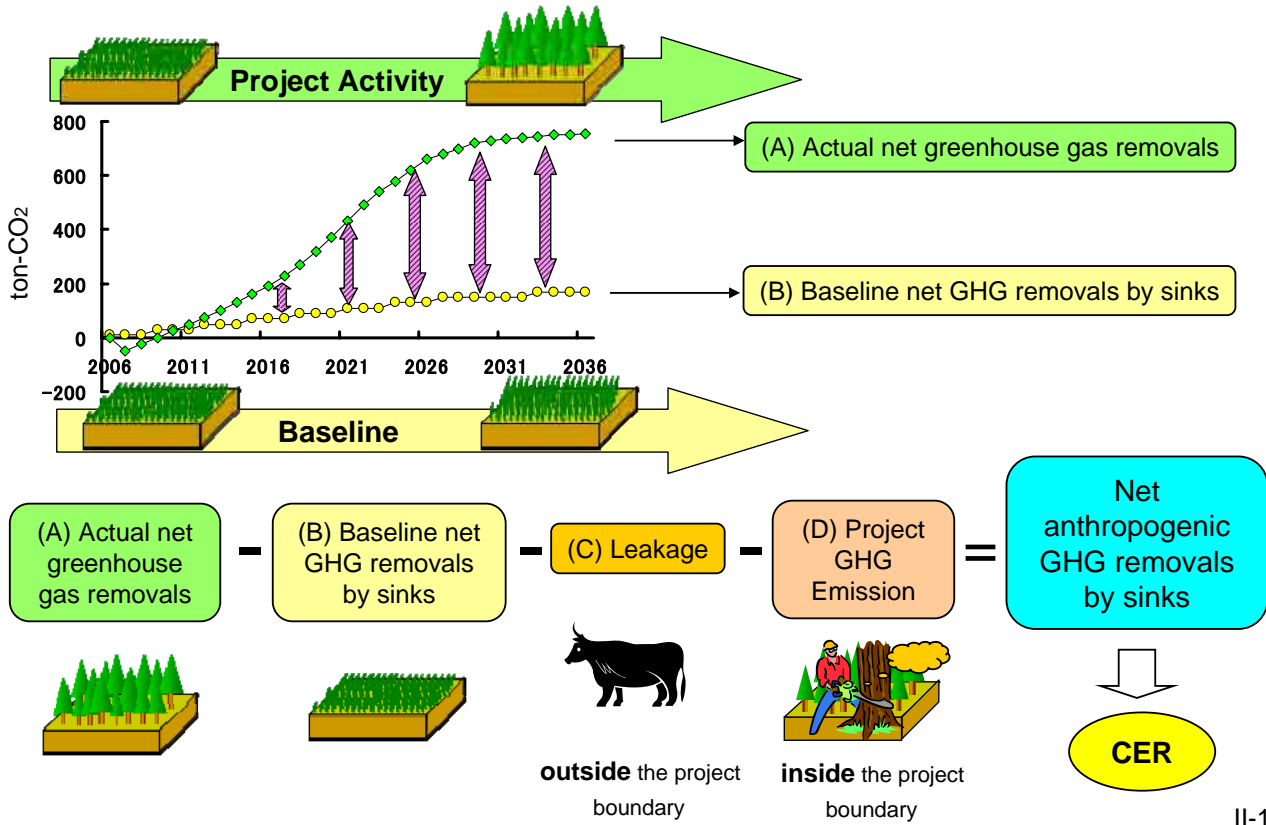 Project Activity
800
600
400
200
0
-200
ton-CO2
2006 2011 2016 2021 2026 2031 2036
(A) Actual net greenhouse gas removals
(B) Baseline net GHG removals by sinks
Baseline
(A) Actual net
greenhouse
gas removals
-
(B) Baseline net
GHG removals
by sinks
-
(C) Leakage
-
(D) Project
GHG
Emission
=
Net
anthropogenic
GHG removals
by sinks
outside the project
boundary
inside the project
boundary
CER
II-1